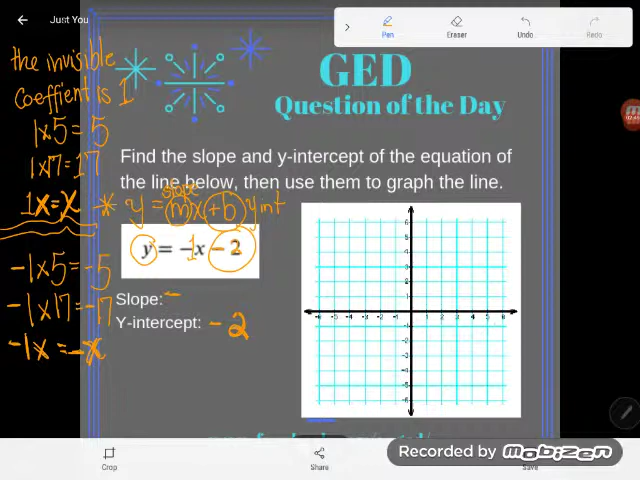 Just You
Pen
Eraser
Undo
Redo
the invisible
coeffient is 1
1x5=5
1x17=17
1x=x
-1x5=-5
-1x17=-17
-1x=-x
GED
Question of the Day
Find the slope and y-intercept of the equation of
the line below, then use them to graph the line.
slope
* y=mx+b y int
y = -1x - 2
Slope: -
Y-intercept: -2
Crop
Share
Save
Recorded by Mobizen